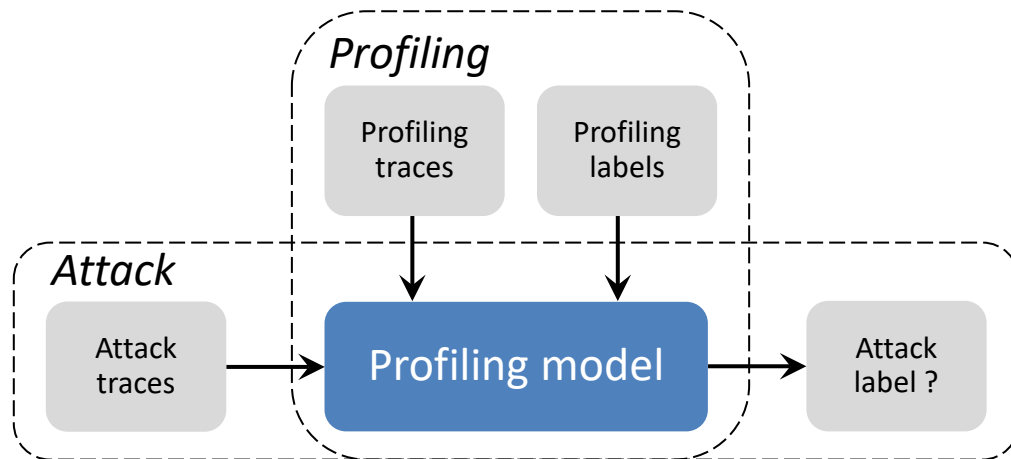 Profiling
Profiling
traces
Profiling
labels
Attack
Attack
traces
Profiling model
Attack
label ?